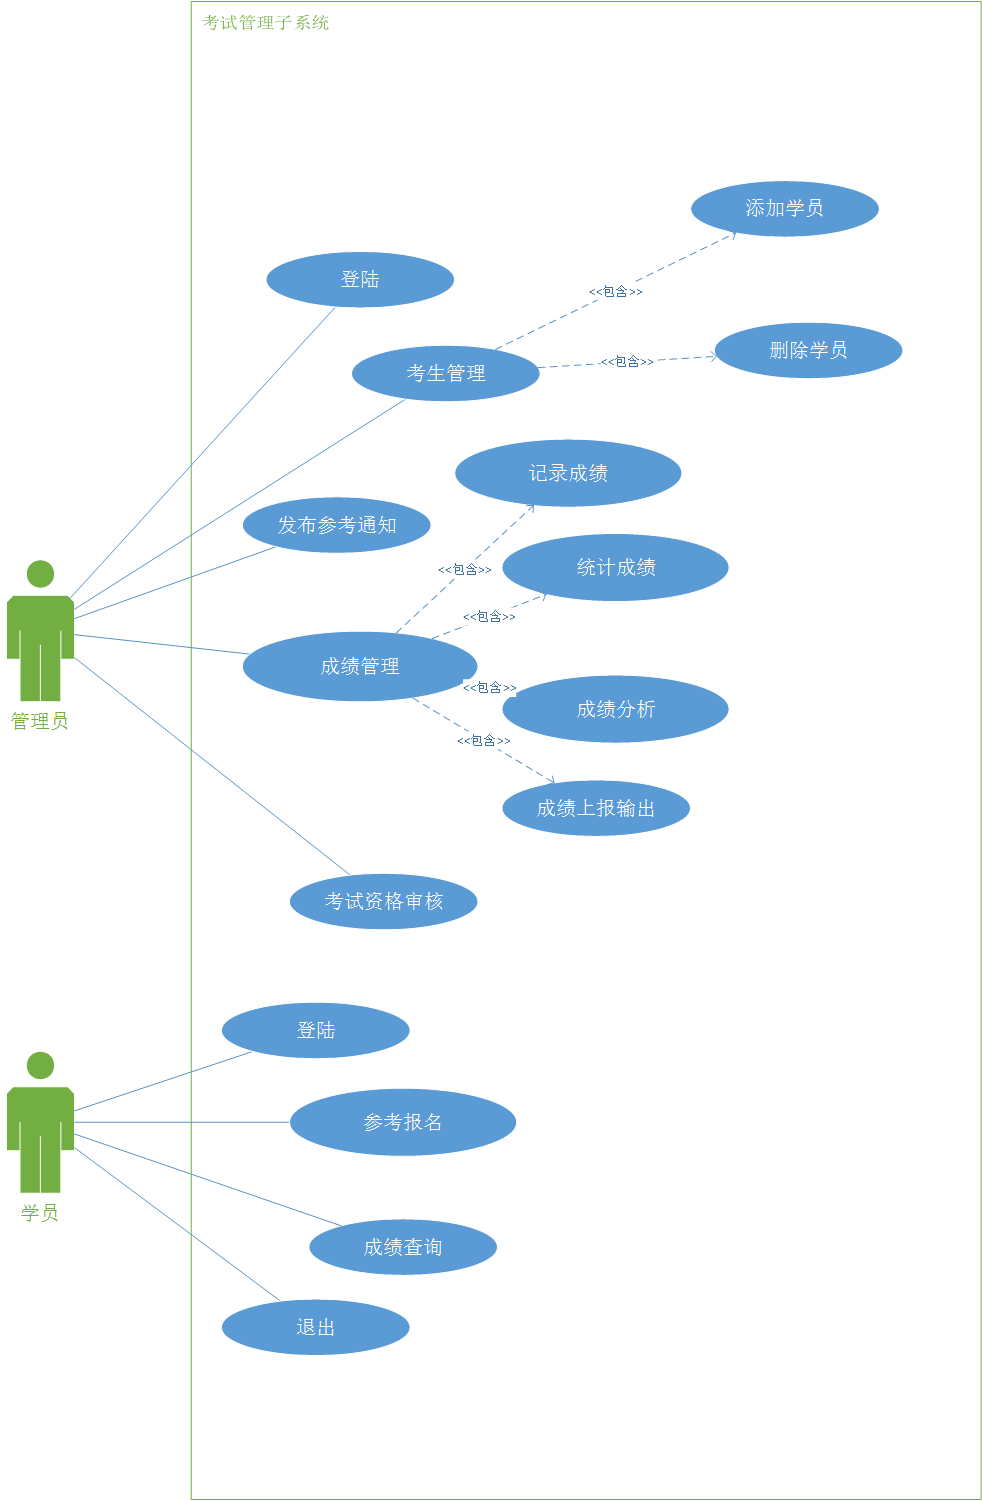 考试管理子系统
添加学员
登陆
<<包含>>
删除学员
考生管理
<<包含>>
记录成绩
发布参考通知
<<包含>>
统计成绩
<<包含>>
成绩管理
<<包含>>
成绩分析
管理员
<<包含>>
成绩上报输出
考试资格审核
登陆
参考报名
学员
成绩查询
退出